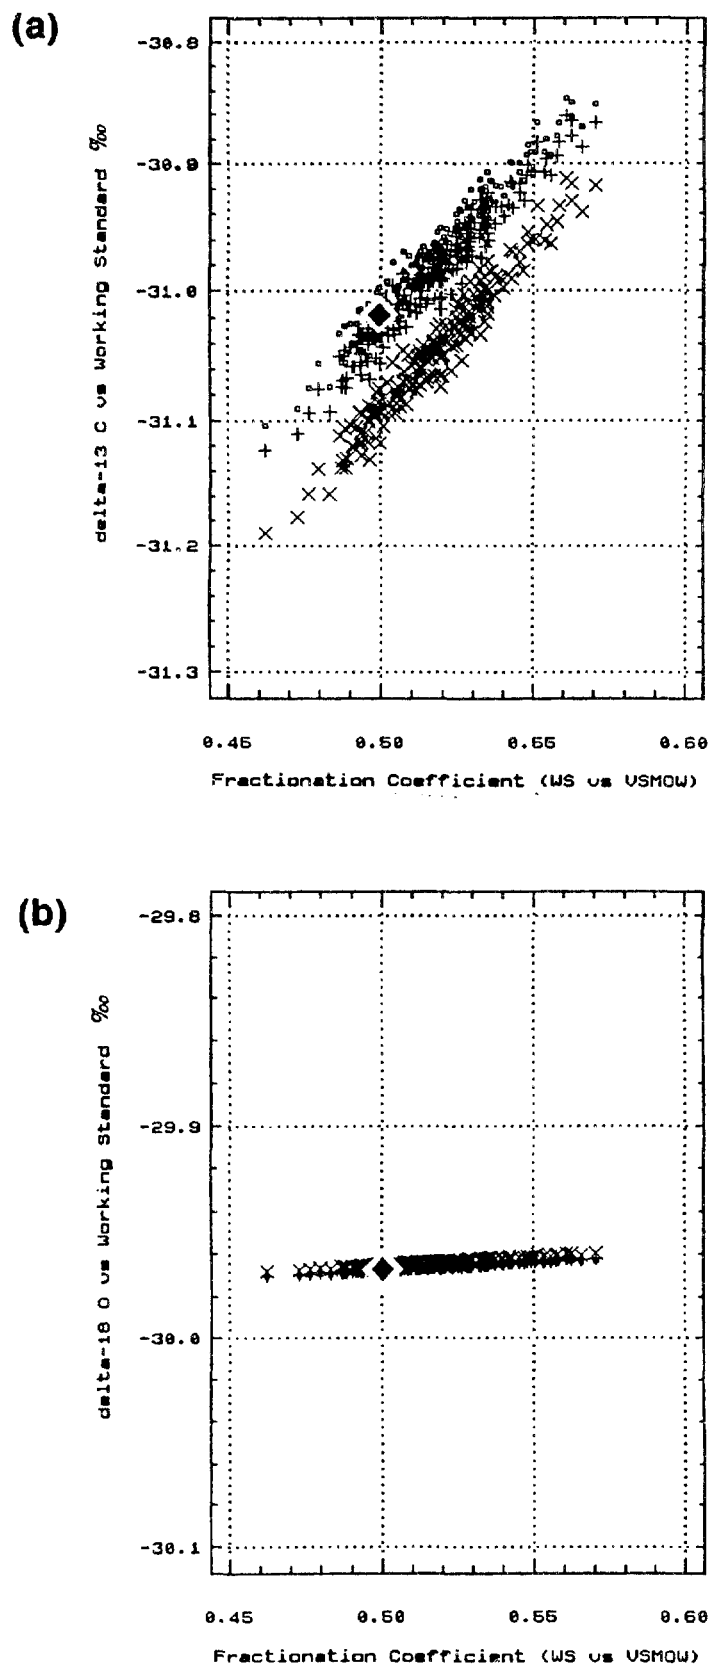 (a)
-30.8
-30.9
-31.0
-31.1
-31.2
-31.3
delta-13 C vs Working Standard ‰
0.45 0.50 0.55 0.60
Fractionation Coefficient (WS vs VSMOW)
(b)
-29.8
-29.9
-30.0
-30.1
delta-18 O vs Working Standard ‰
0.45 0.50 0.55 0.60
Fractionation Coefficient (WS vs VSMOW)